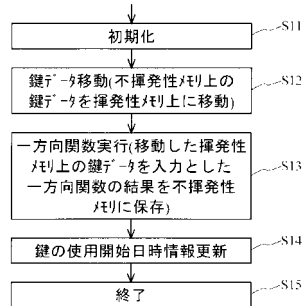 初期化
S11
鍵データ移動(不揮発性メモリ上の
鍵データを揮発性メモリ上に移動)
S12
一方向関数実行(移動した揮発性
メモリ上の鍵データを入力とした
一方向関数の結果を不揮発性
メモリに保存)
S13
鍵の使用開始日時情報更新
S14
終了
S15